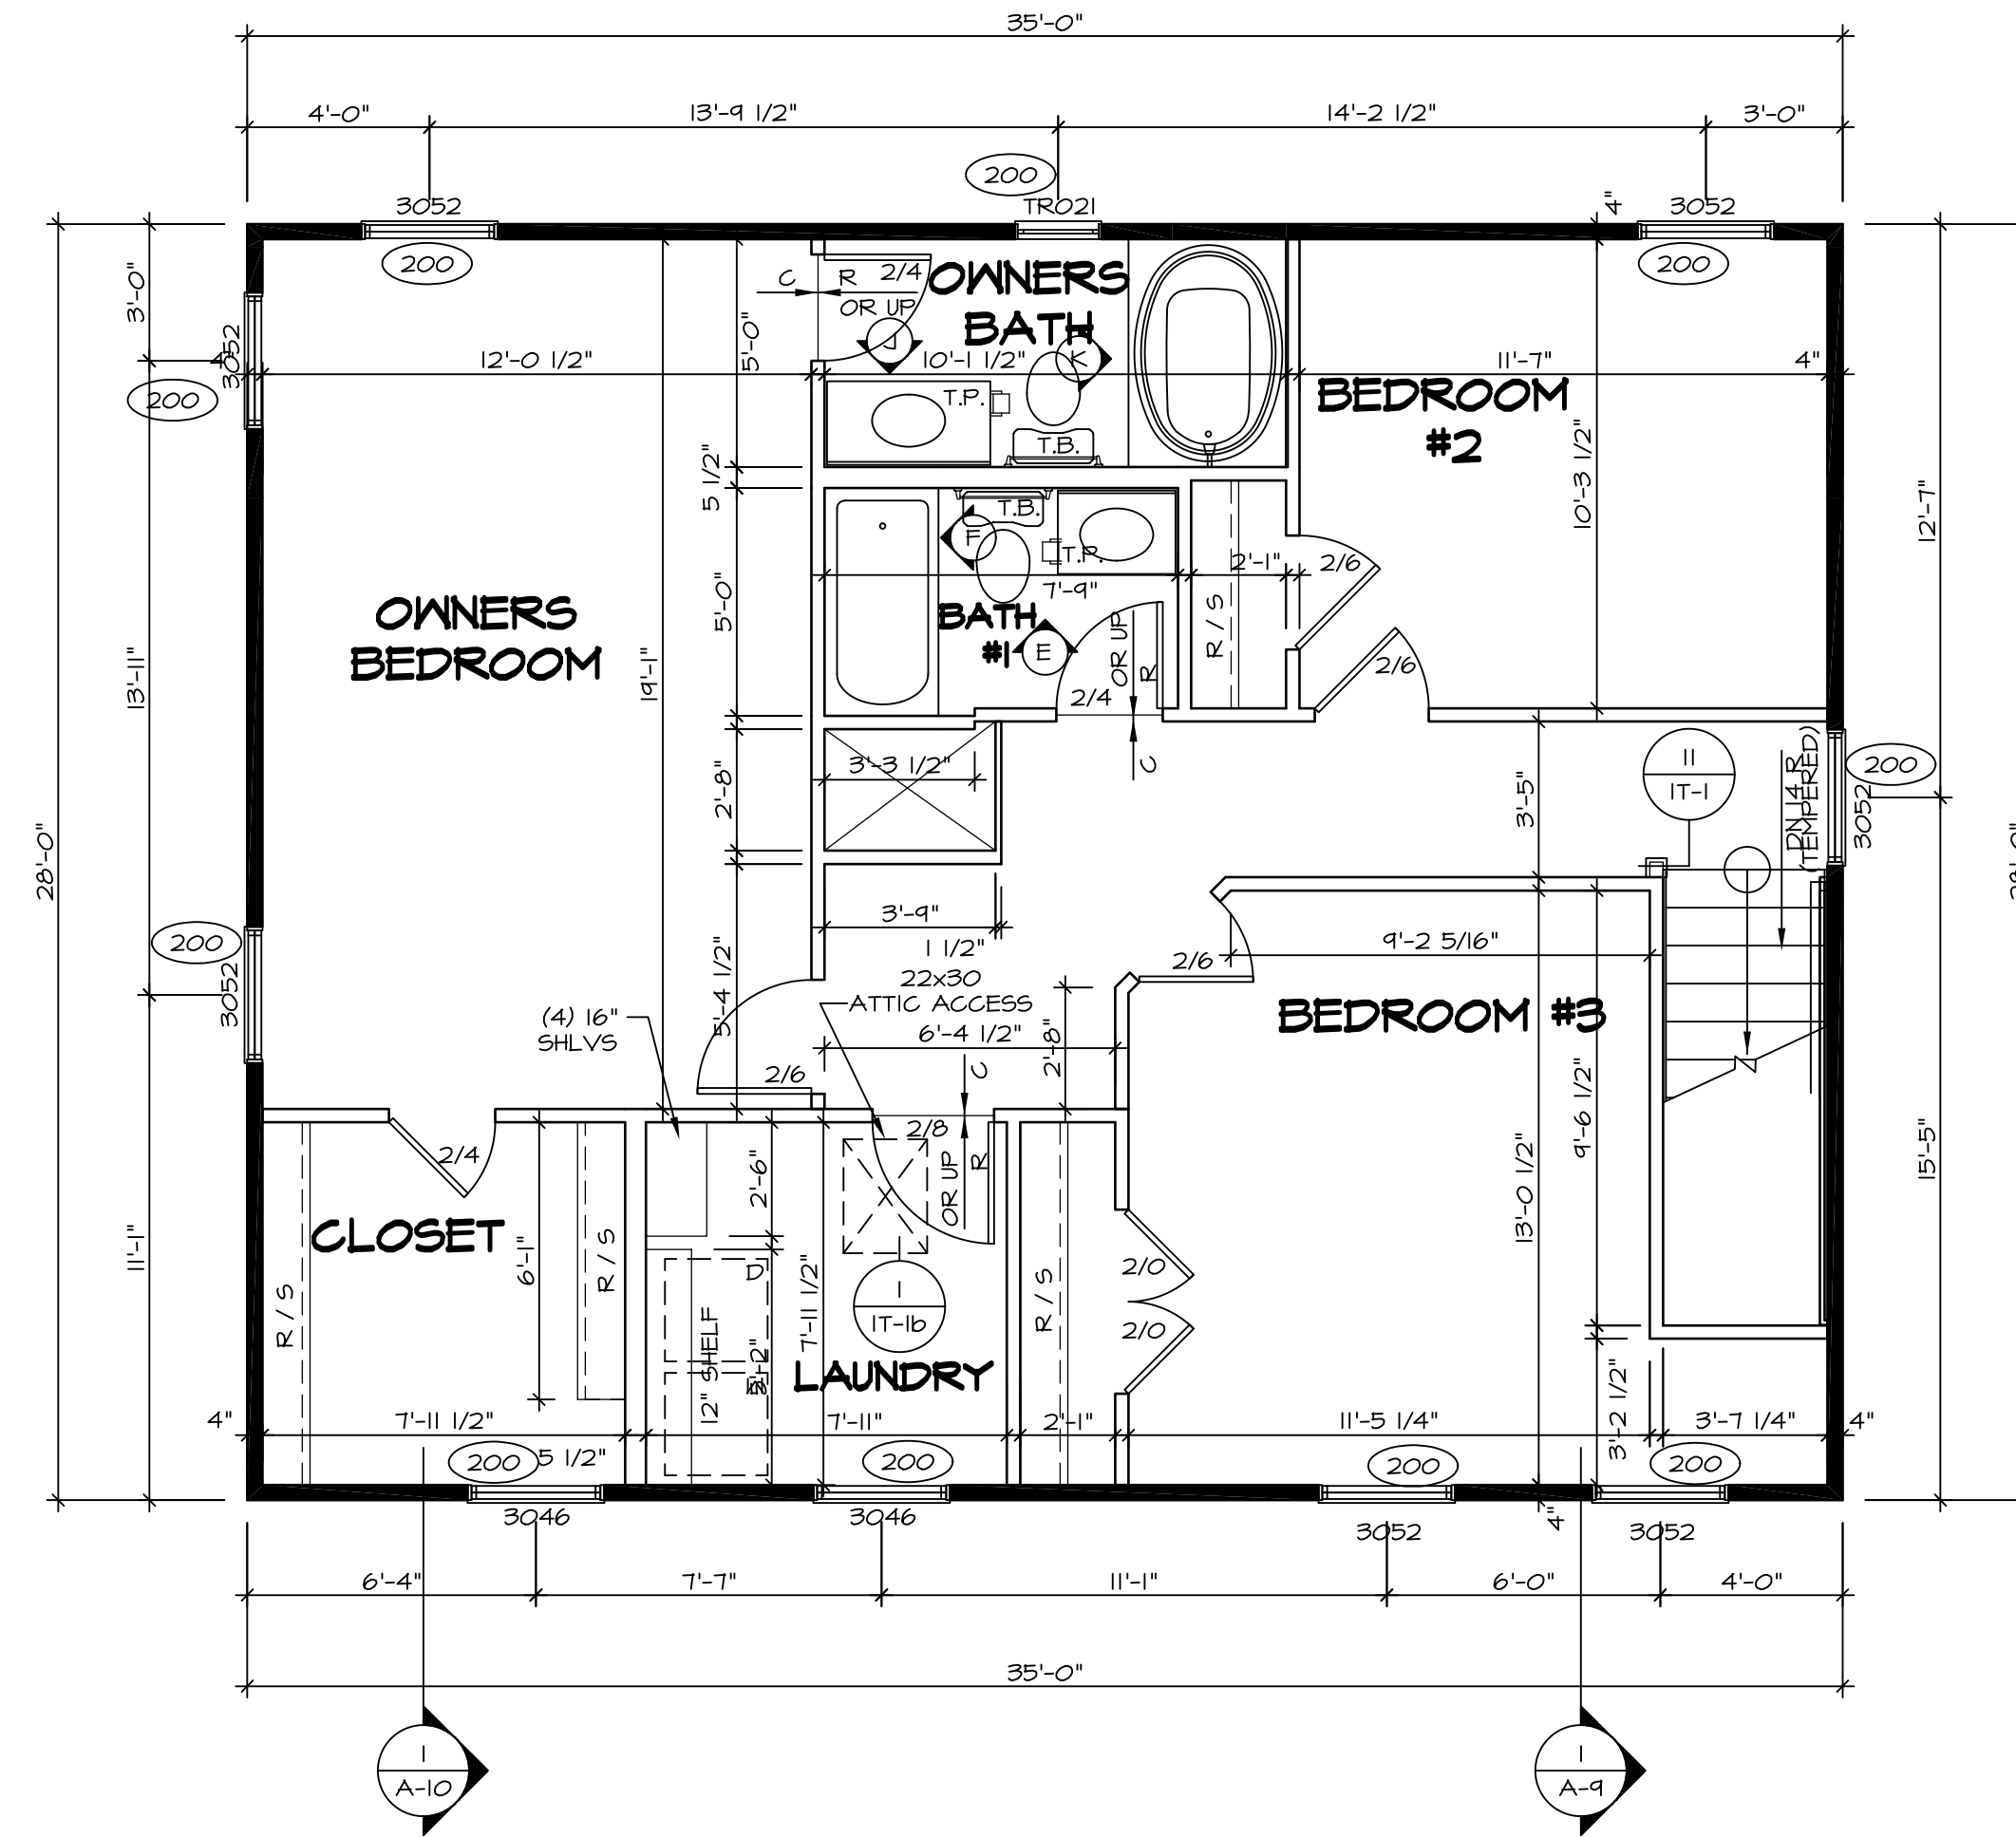 35'-0"
4'-0"
13'-9 1/2"
14'-2 1/2"
3'-0"
200
3052
TR021
4"
3052
200
200
3'-0"
3052
4"
200
C
R
2/4
OR UP
J
OWNERS
BATH
K
5'-0"
12'-0 1/2"
10'-1 1/2"
11'-7"
4"
BEDROOM
#2
T.P.
T.B.
5 1/2"
10'-3 1/2"
12'-7"
T.B.
F
T.P.
7'-9"
2'-1"
2/6
5'-0"
OWNERS
BEDROOM
BATH
#1
E
OR UP
R
R / S
2/4
2/6
13'-11"
19'-1"
28'-0"
C
3'-3 1/2"
2'-8"
3'-5"
11
IT-1
DN 14 R
(TEMPERED)
3052
200
28'-0"
3'-9"
1 1/2"
9'-2 5/16"
2/6
200
3052
5'-4 1/2"
22x30
ATTIC ACCESS
6'-4 1/2"
(4) 16"
SHLVS
2'-8"
BEDROOM #3
2/6
C
2/8
OR UP
R
2/4
2'-6"
9'-6 1/2"
13'-0 1/2"
15'-5"
11'-1"
CLOSET
6'-1"
R / S
R / S
D
7'-11 1/2"
1
IT-1b
R / S
2/0
2/0
12" SHELF
5'-2"
LAUNDRY
3'-2 1/2"
4"
7'-11 1/2"
7'-11"
2'-1"
11'-5 1/4"
3'-7 1/4"
4"
200
5 1/2"
200
200
200
3046
3046
3052
4"
3052
6'-4"
7'-7"
11'-1"
6'-0"
4'-0"
35'-0"
1
A-10
1
A-9